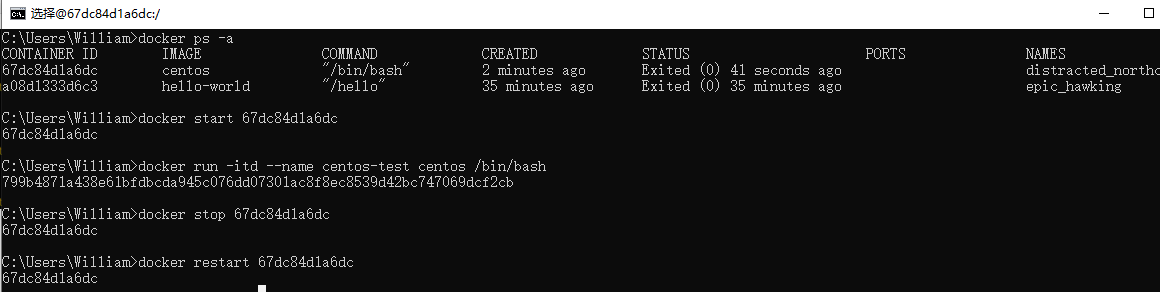 选择@67dc84d1a6dc:/
C:\Users\William>docker ps -a
CONTAINER ID        IMAGE               COMMAND             CREATED             STATUS                      PORTS               NAMES
67dc84d1a6dc        centos              "/bin/bash"         2 minutes ago       Exited (0) 41 seconds ago                       distracted_northc
a08d1333d6c3        hello-world         "/hello"            35 minutes ago      Exited (0) 35 minutes ago                       epic_hawking
C:\Users\William>docker start 67dc84d1a6dc
67dc84d1a6dc
C:\Users\William>docker run -itd --name centos-test centos /bin/bash
799b4871a438e61bfdbcda945c076dd07301ac8f8ec8539d42bc747069dcf2cb
C:\Users\William>docker stop 67dc84d1a6dc
67dc84d1a6dc
C:\Users\William>docker restart 67dc84d1a6dc
67dc84d1a6dc